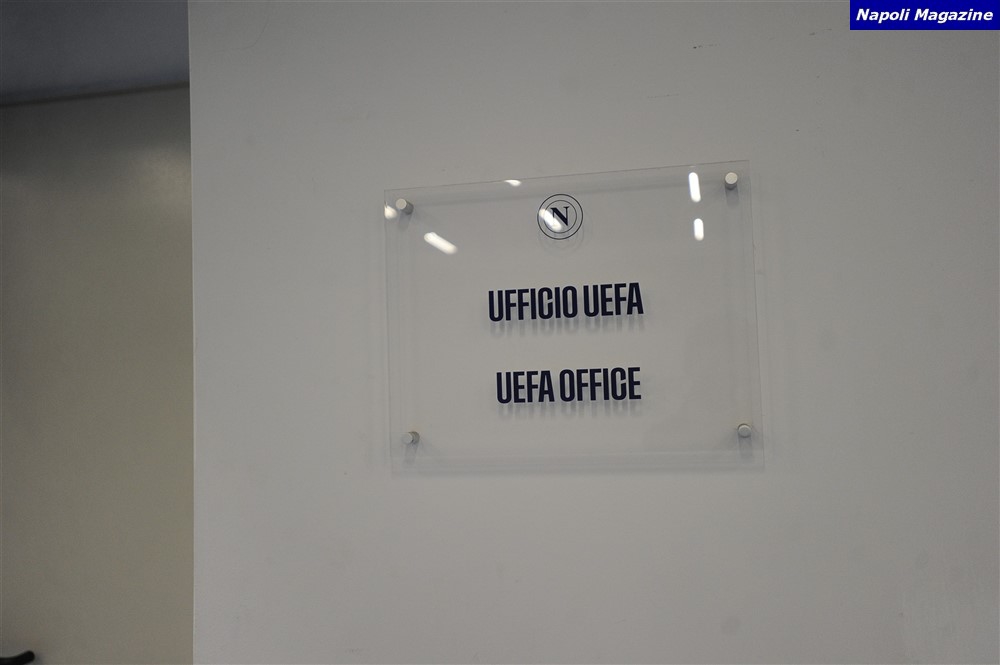 Napoli Magazine
N
UFFICIO UEFA
UEFA OFFICE